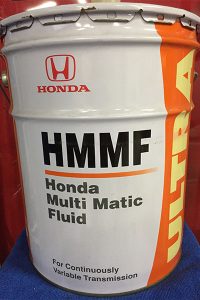 HONDA
HMMF
Honda
Multi Matic
Fluid
For Continuously
Variable Transmission
ULTRA